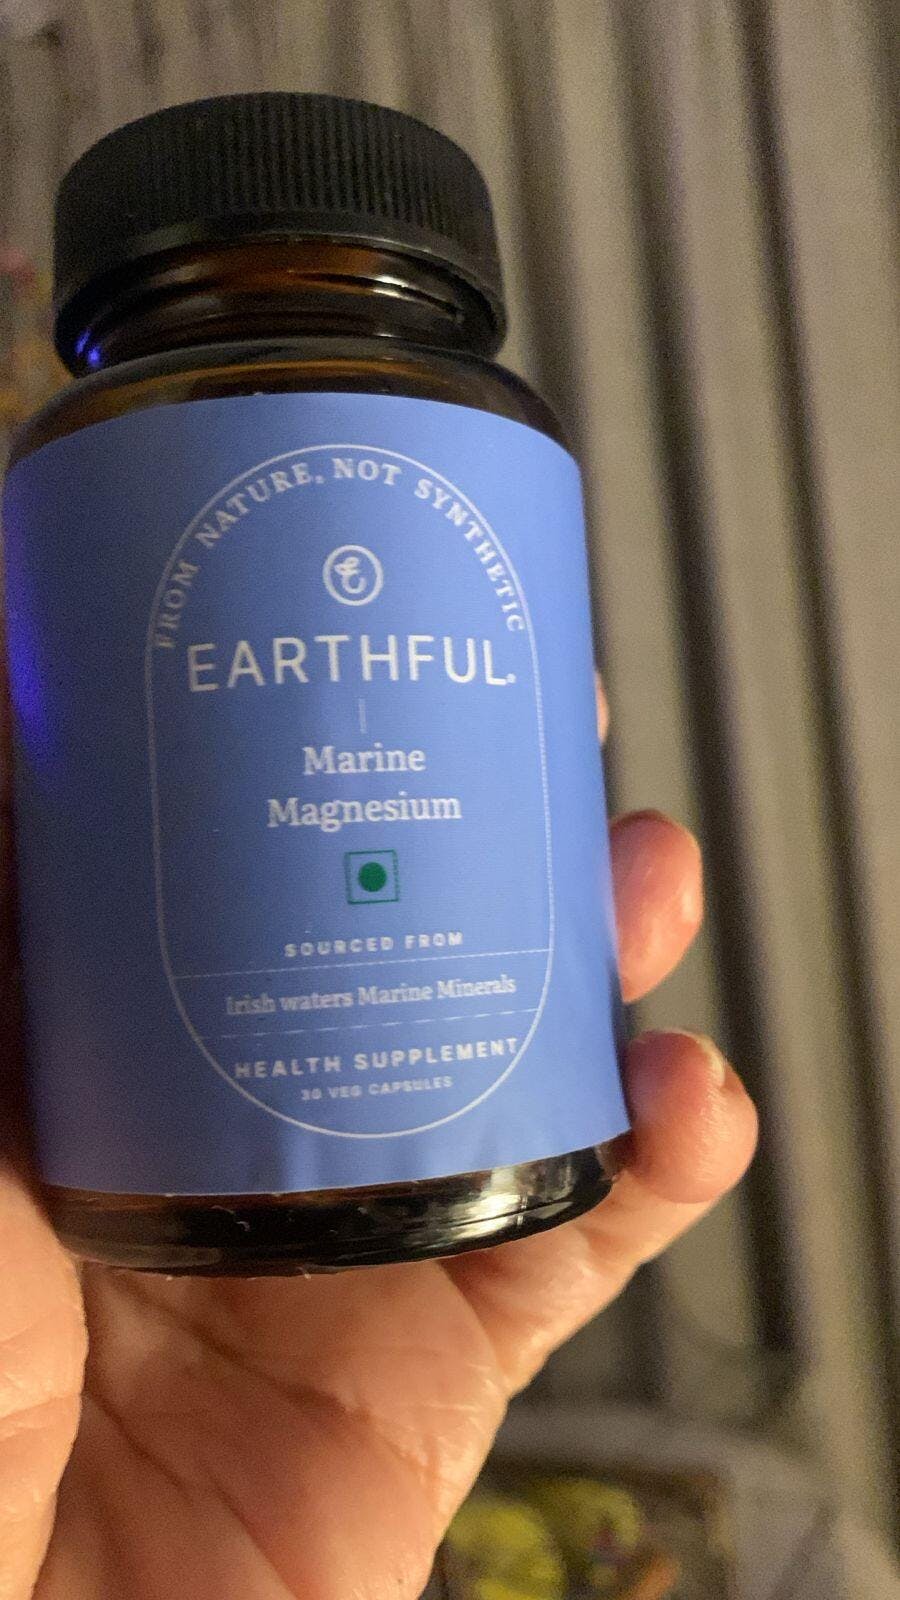 FROM NATURE, NOT SYNTHETIC
EARTHFUL.
Marine
Magnesium
SOURCED FROM
Irish waters Marine Minerals
HEALTH SUPPLEMENT
30 VEG CAPSULES